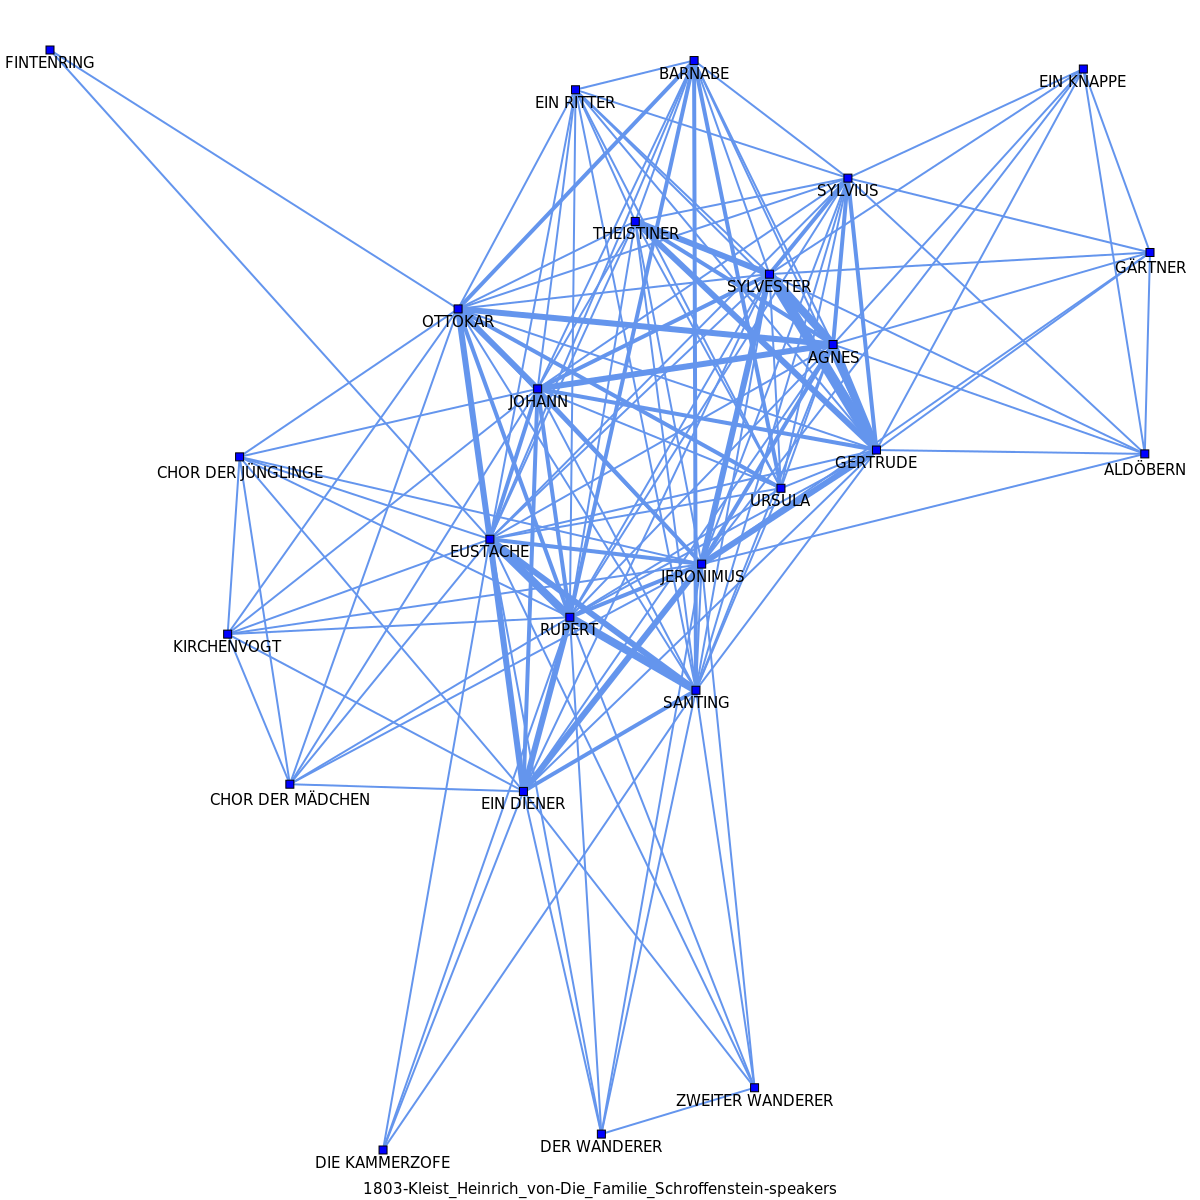 FINTENRING
BARNABE
EIN KNAPPE
EIN RITTER
SYLVIUS
THEISTINER
GÄRTNER
SYLVESTER
OTTOKAR
AGNES
JOHANN
GERTRUDE
ALDÖBERN
CHOR DER JÜNGLINGE
URSULA
EUSTACHE
JERONIMUS
RUPERT
KIRCHENVOGT
SANTING
CHOR DER MÄDCHEN
EIN DIENER
ZWEITER WANDERER
DER WANDERER
DIE KAMMERZOFE
1803-Kleist_Heinrich_von-Die_Familie_Schroffenstein-speakers